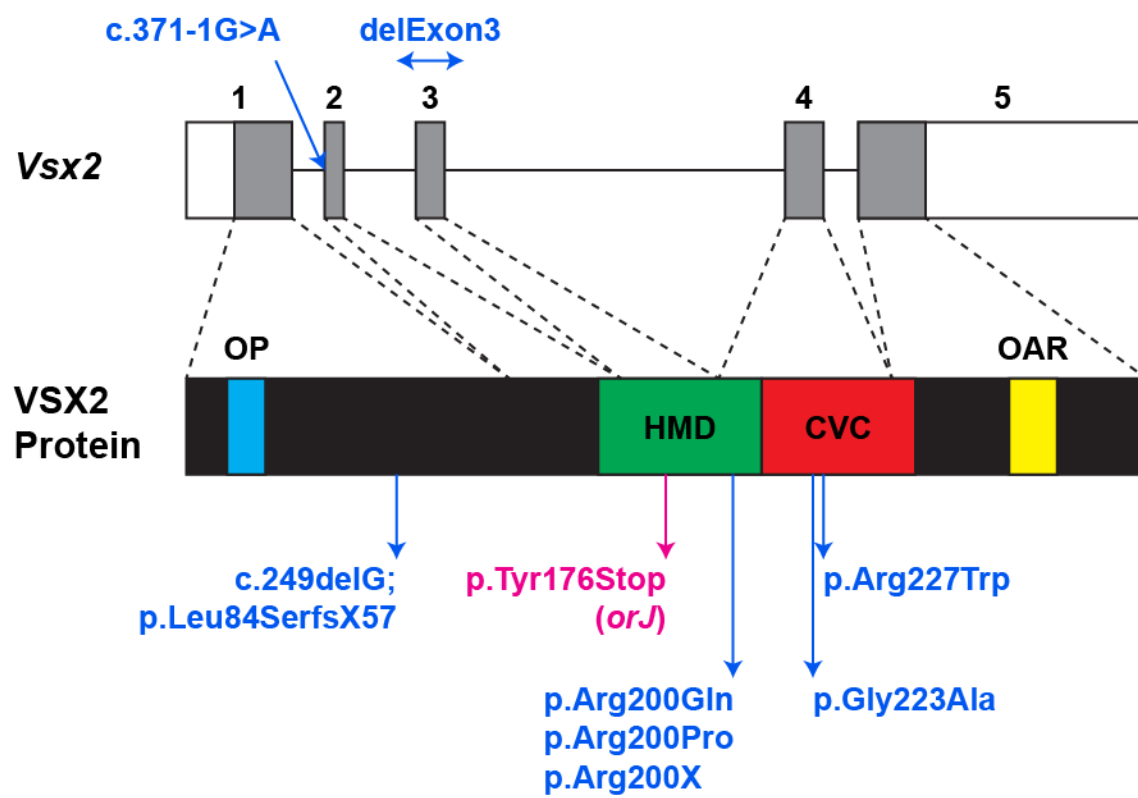 c.371-1G>A
delExon3
1
2
3
4
5
Vsx2
OP
OAR
VSX2
Protein
HMD
CVC
c.249delG;
p.Leu84SerfsX57
p.Tyr176Stop
(orJ)
p.Arg227Trp
p.Arg200Gln
p.Arg200Pro
p.Arg200X
p.Gly223Ala